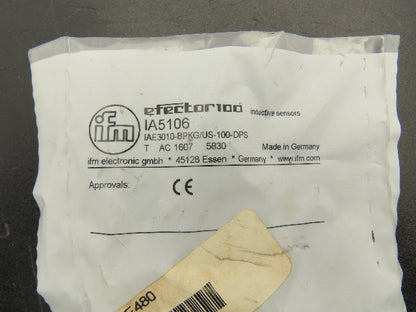 ifm
efector100 inductive sensors
IA5106
IAE3010-BPKG/US-100-DPS
T AC 1607 5830 Made in Germany
ifm electronic gmbh * 45128 Essen * Germany * www.ifm.com
Approvals: CE
480